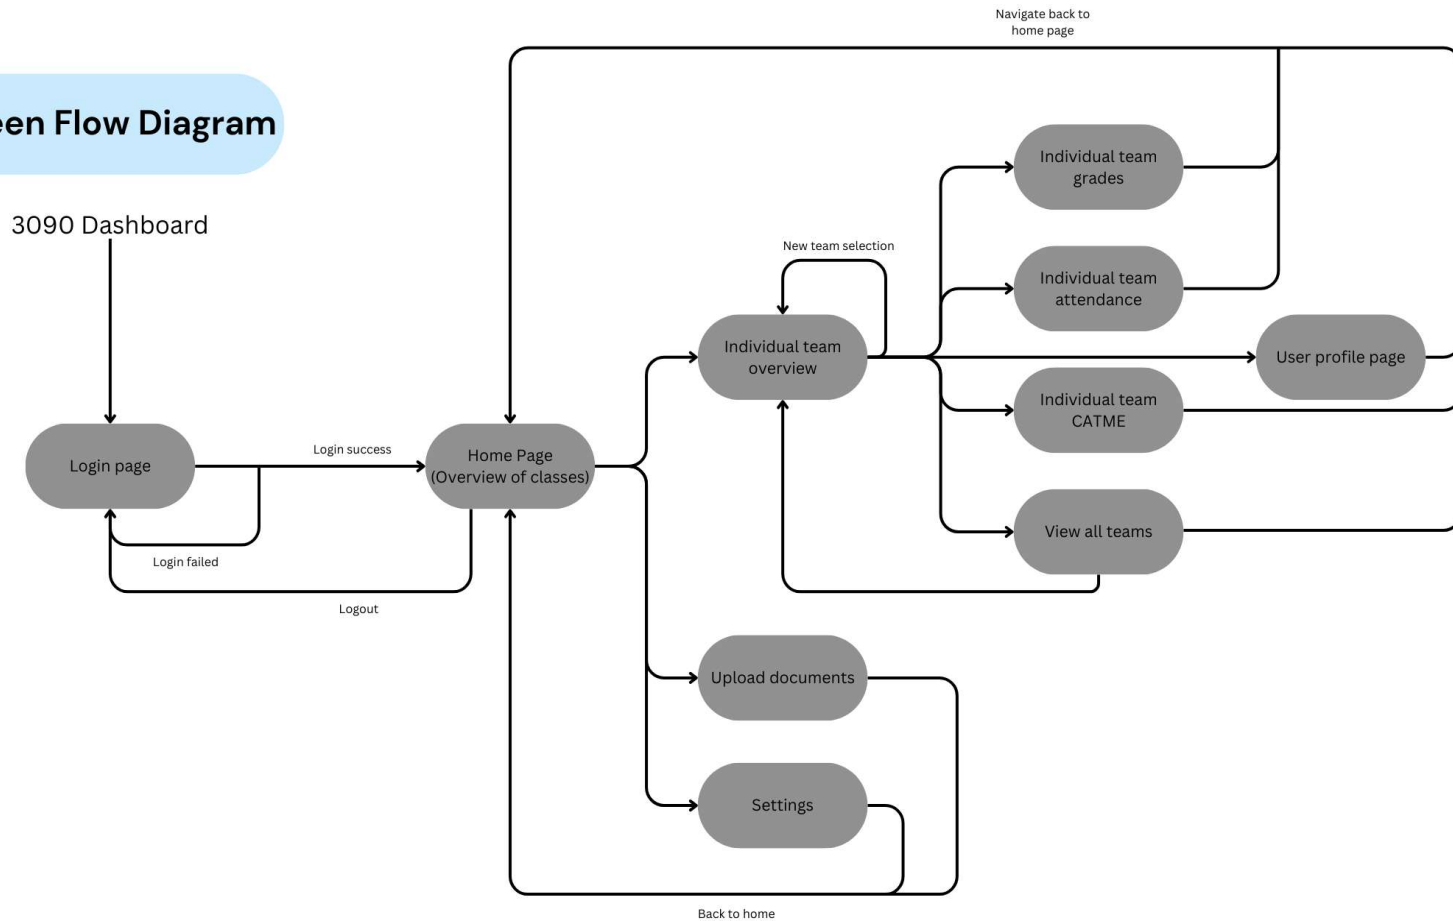 Navigate back to
home page
een Flow Diagram
3090 Dashboard
Individual team
grades
New team selection
Individual team
attendance
Individual team
overview
User profile page
Individual team
CATME
Login page
Login success
Home Page
(Overview of classes)
Login failed
Logout
View all teams
Upload documents
Settings
Back to home